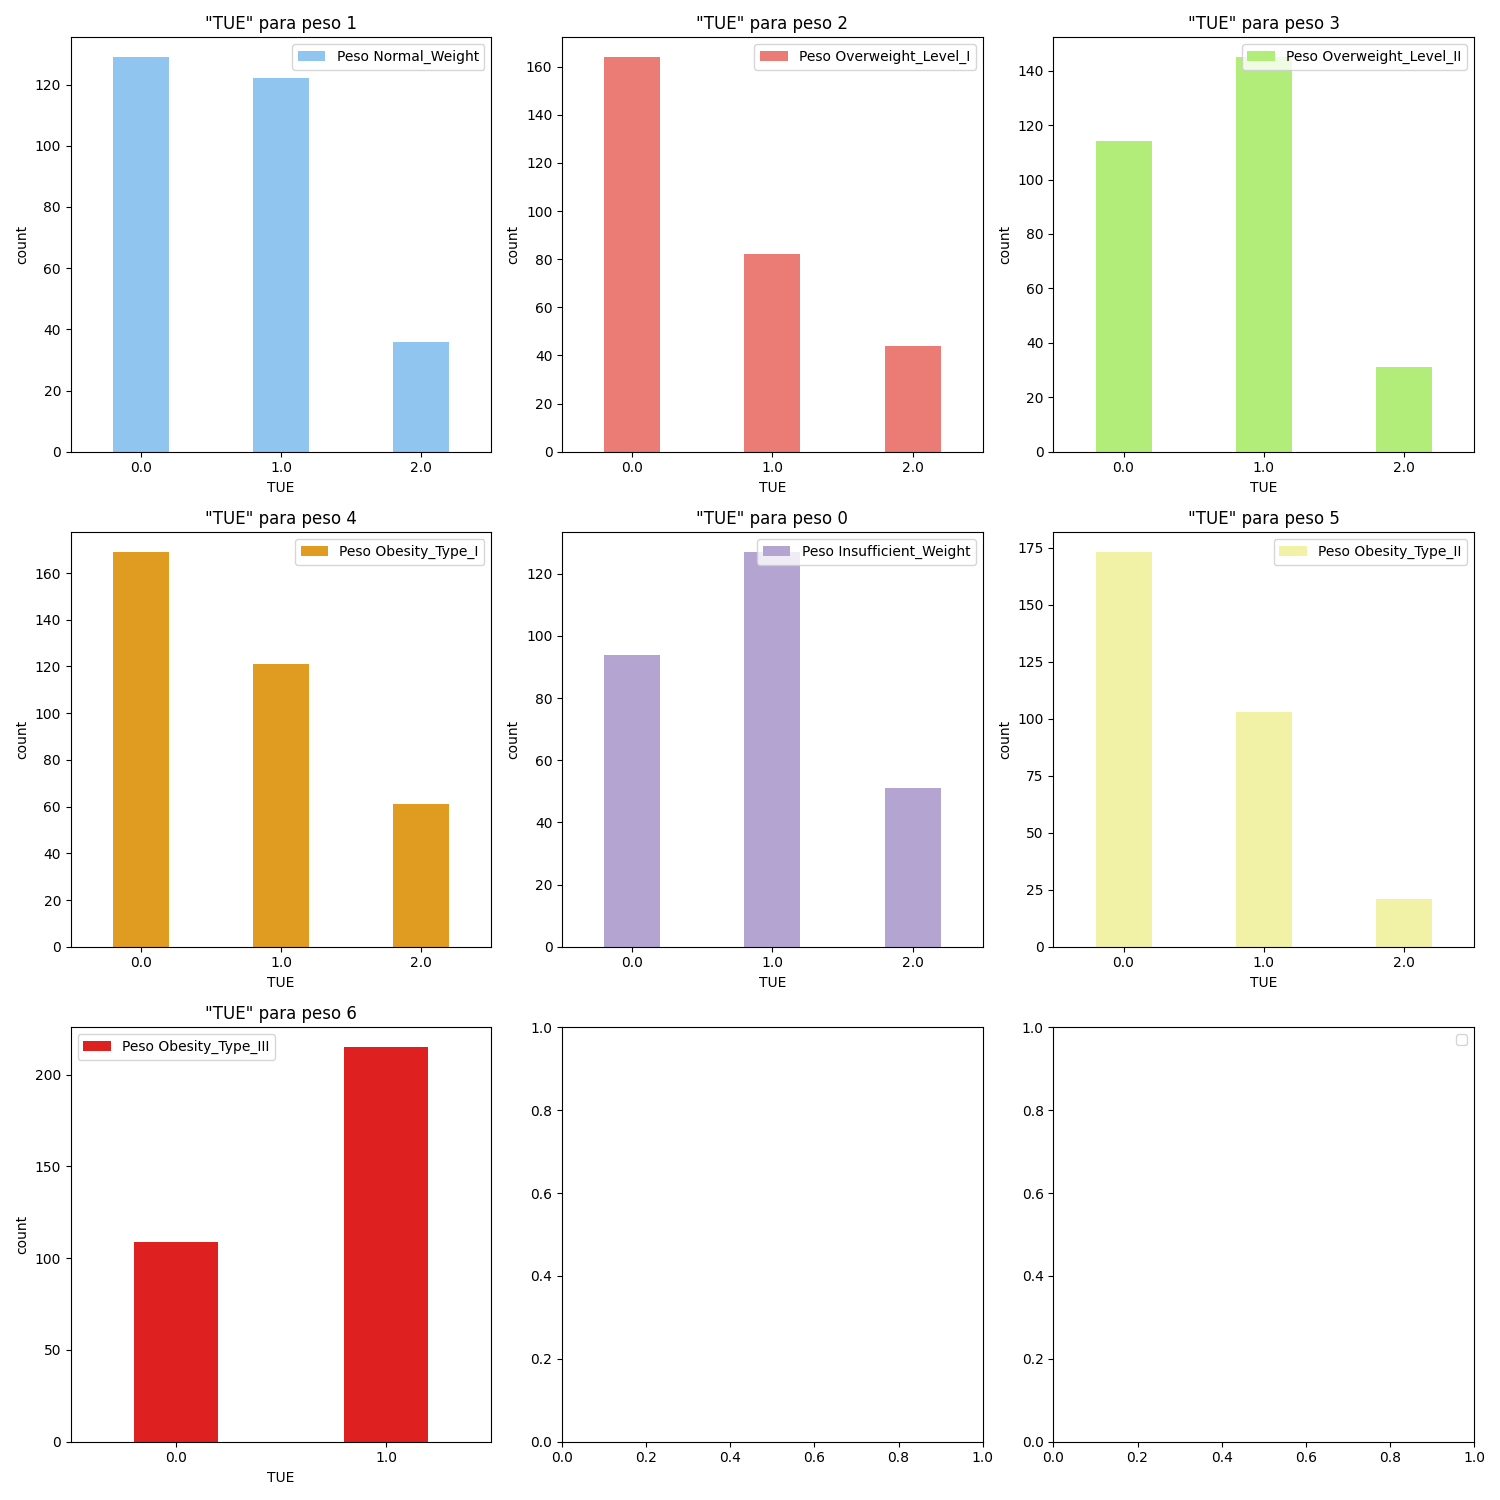 "TUE" para peso 1
Peso Normal_Weight
count
120
100
80
60
40
20
0
0.0 1.0 2.0
TUE
"TUE" para peso 2
Peso Overweight_Level_I
count
160
140
120
100
80
60
40
20
0
0.0 1.0 2.0
TUE
"TUE" para peso 3
Peso Overweight_Level_II
count
140
120
100
80
60
40
20
0
0.0 1.0 2.0
TUE
"TUE" para peso 4
Peso Obesity_Type_I
count
160
140
120
100
80
60
40
20
0
0.0 1.0 2.0
TUE
"TUE" para peso 0
Peso Insufficient_Weight
count
120
100
80
60
40
20
0
0.0 1.0 2.0
TUE
"TUE" para peso 5
Peso Obesity_Type_II
count
175
150
125
100
75
50
25
0
0.0 1.0 2.0
TUE
"TUE" para peso 6
Peso Obesity_Type_III
count
200
150
100
50
0
0.0 1.0
TUE
1.0
0.8
0.6
0.4
0.2
0.0
0.0 0.2 0.4 0.6 0.8 1.0
1.0
0.8
0.6
0.4
0.2
0.0
0.0 0.2 0.4 0.6 0.8 1.0